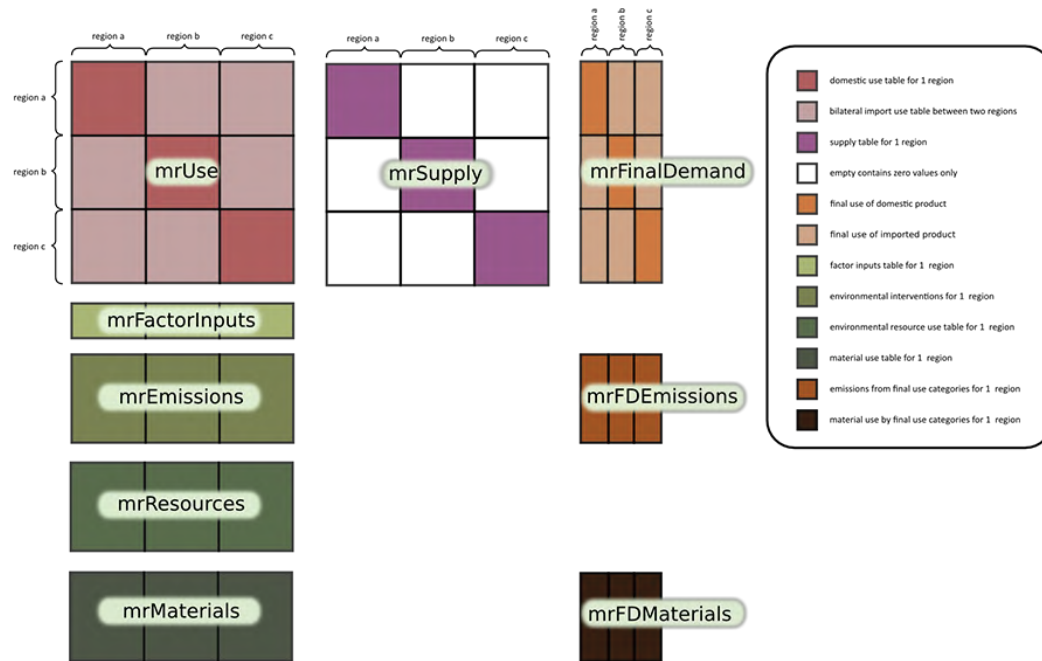 region a
region b
region c
region a
region b
region c
region a
region b
region c
region a
region b
region c
mrUse
mrSupply
mrFinalDemand
mrFactorInputs
mrEmissions
mrFDEmissions
mrResources
mrMaterials
mrFDMaterials
domestic use table for 1 region
bilateral import use table between two regions
supply table for 1 region
empty contains zero values only
final use of domestic product
final use of imported product
factor inputs table for 1 region
environmental interventions for 1 region
environmental resource use table for 1 region
material use table for 1 region
emissions from final use categories for 1 region
material use by final use categories for 1 region